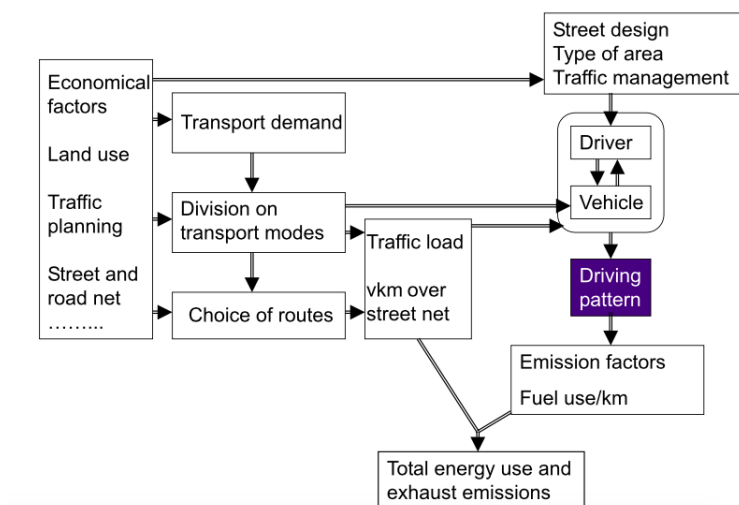 Street design
Type of area
Traffic management
Economical
factors
Land use
Traffic
planning
Street and
road net
……...
Transport demand
Division on
transport modes
Choice of routes
Traffic load
vkm over
street net
Driver
Vehicle
Driving
pattern
Emission factors
Fuel use/km
Total energy use and
exhaust emissions